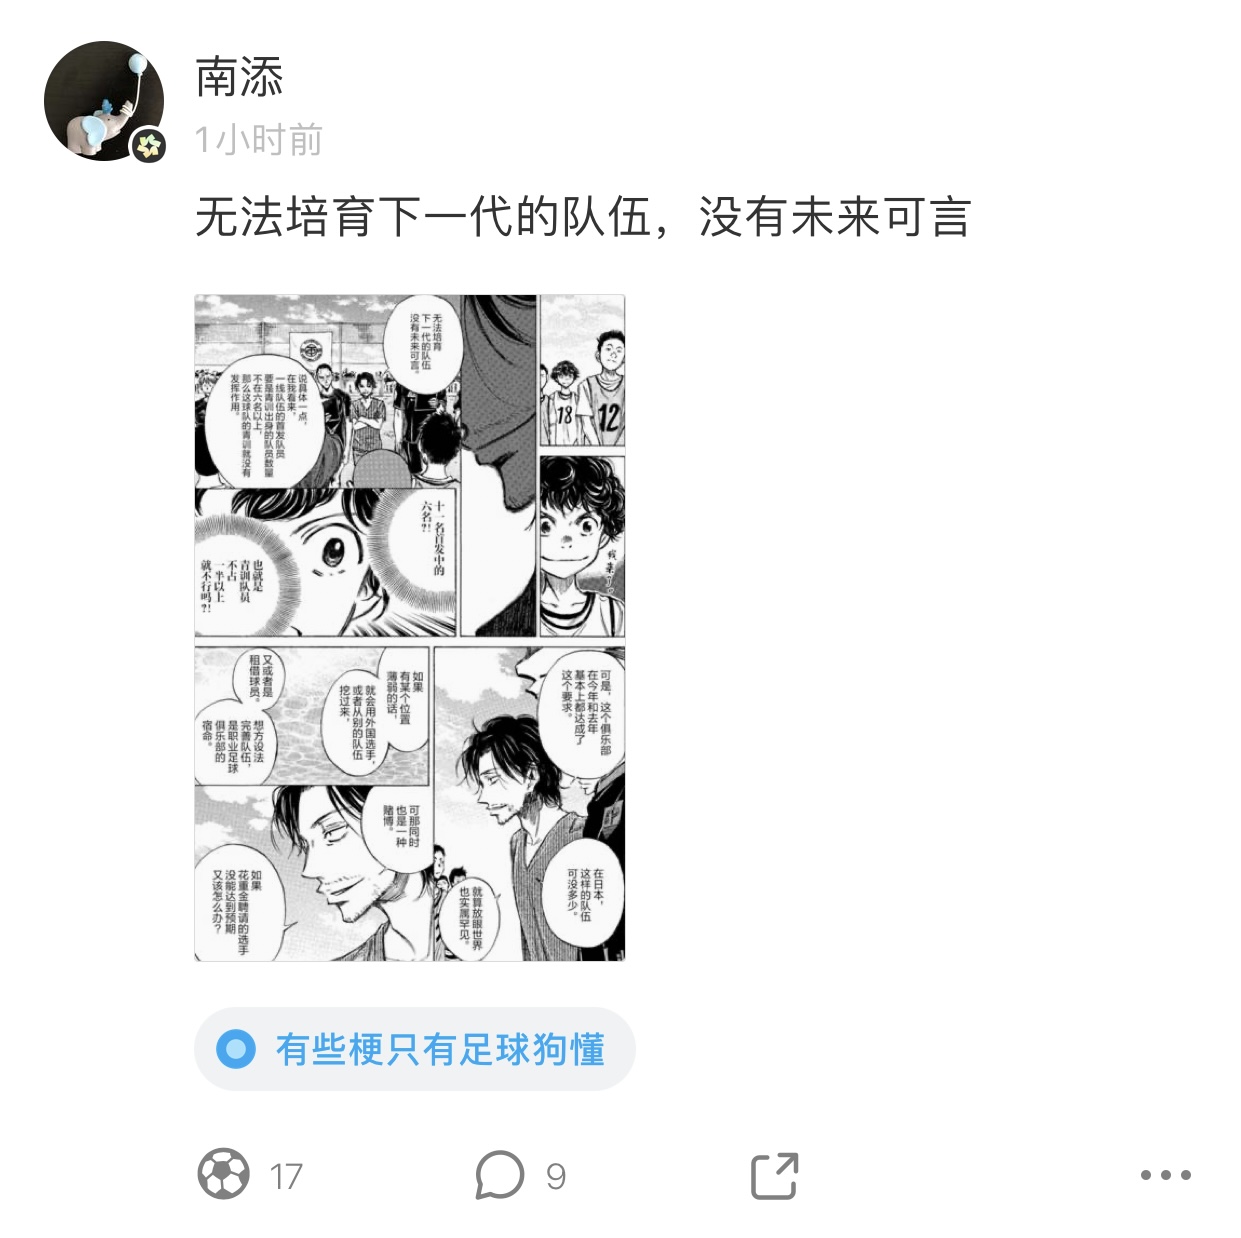 南添
1小时前
无法培育下一代的队伍，没有未来可言
无法培育
下一代的队伍
没有未来可言。
说具体一点，
在我看来，
一线队伍的首发队员
要是青训出身的队员数量
不在六名以上，
那么这球队的青训就没有
发挥作用。
18
12
我来了。
十一名首发中的
六名?!
也就是
青训队员
不占
一半以上
就不行吗?!
可是，这个俱乐部
在今年和去年
基本上都达成了
这个要求。
在日本，
这样的队伍
可没多少。
就算放眼世界
也实属罕见。
如果
有某个位置
薄弱的话，
就会用外国选手，
或者从别的队伍
挖过来，
又或者是
租借球员。
想方设法
完善队伍，
是职业足球
俱乐部的
宿命。
可那同时
也是一种
赌博。
如果
花重金聘请的选手
没能达到预期
又该怎么办?
有些梗只有足球狗懂
17
9